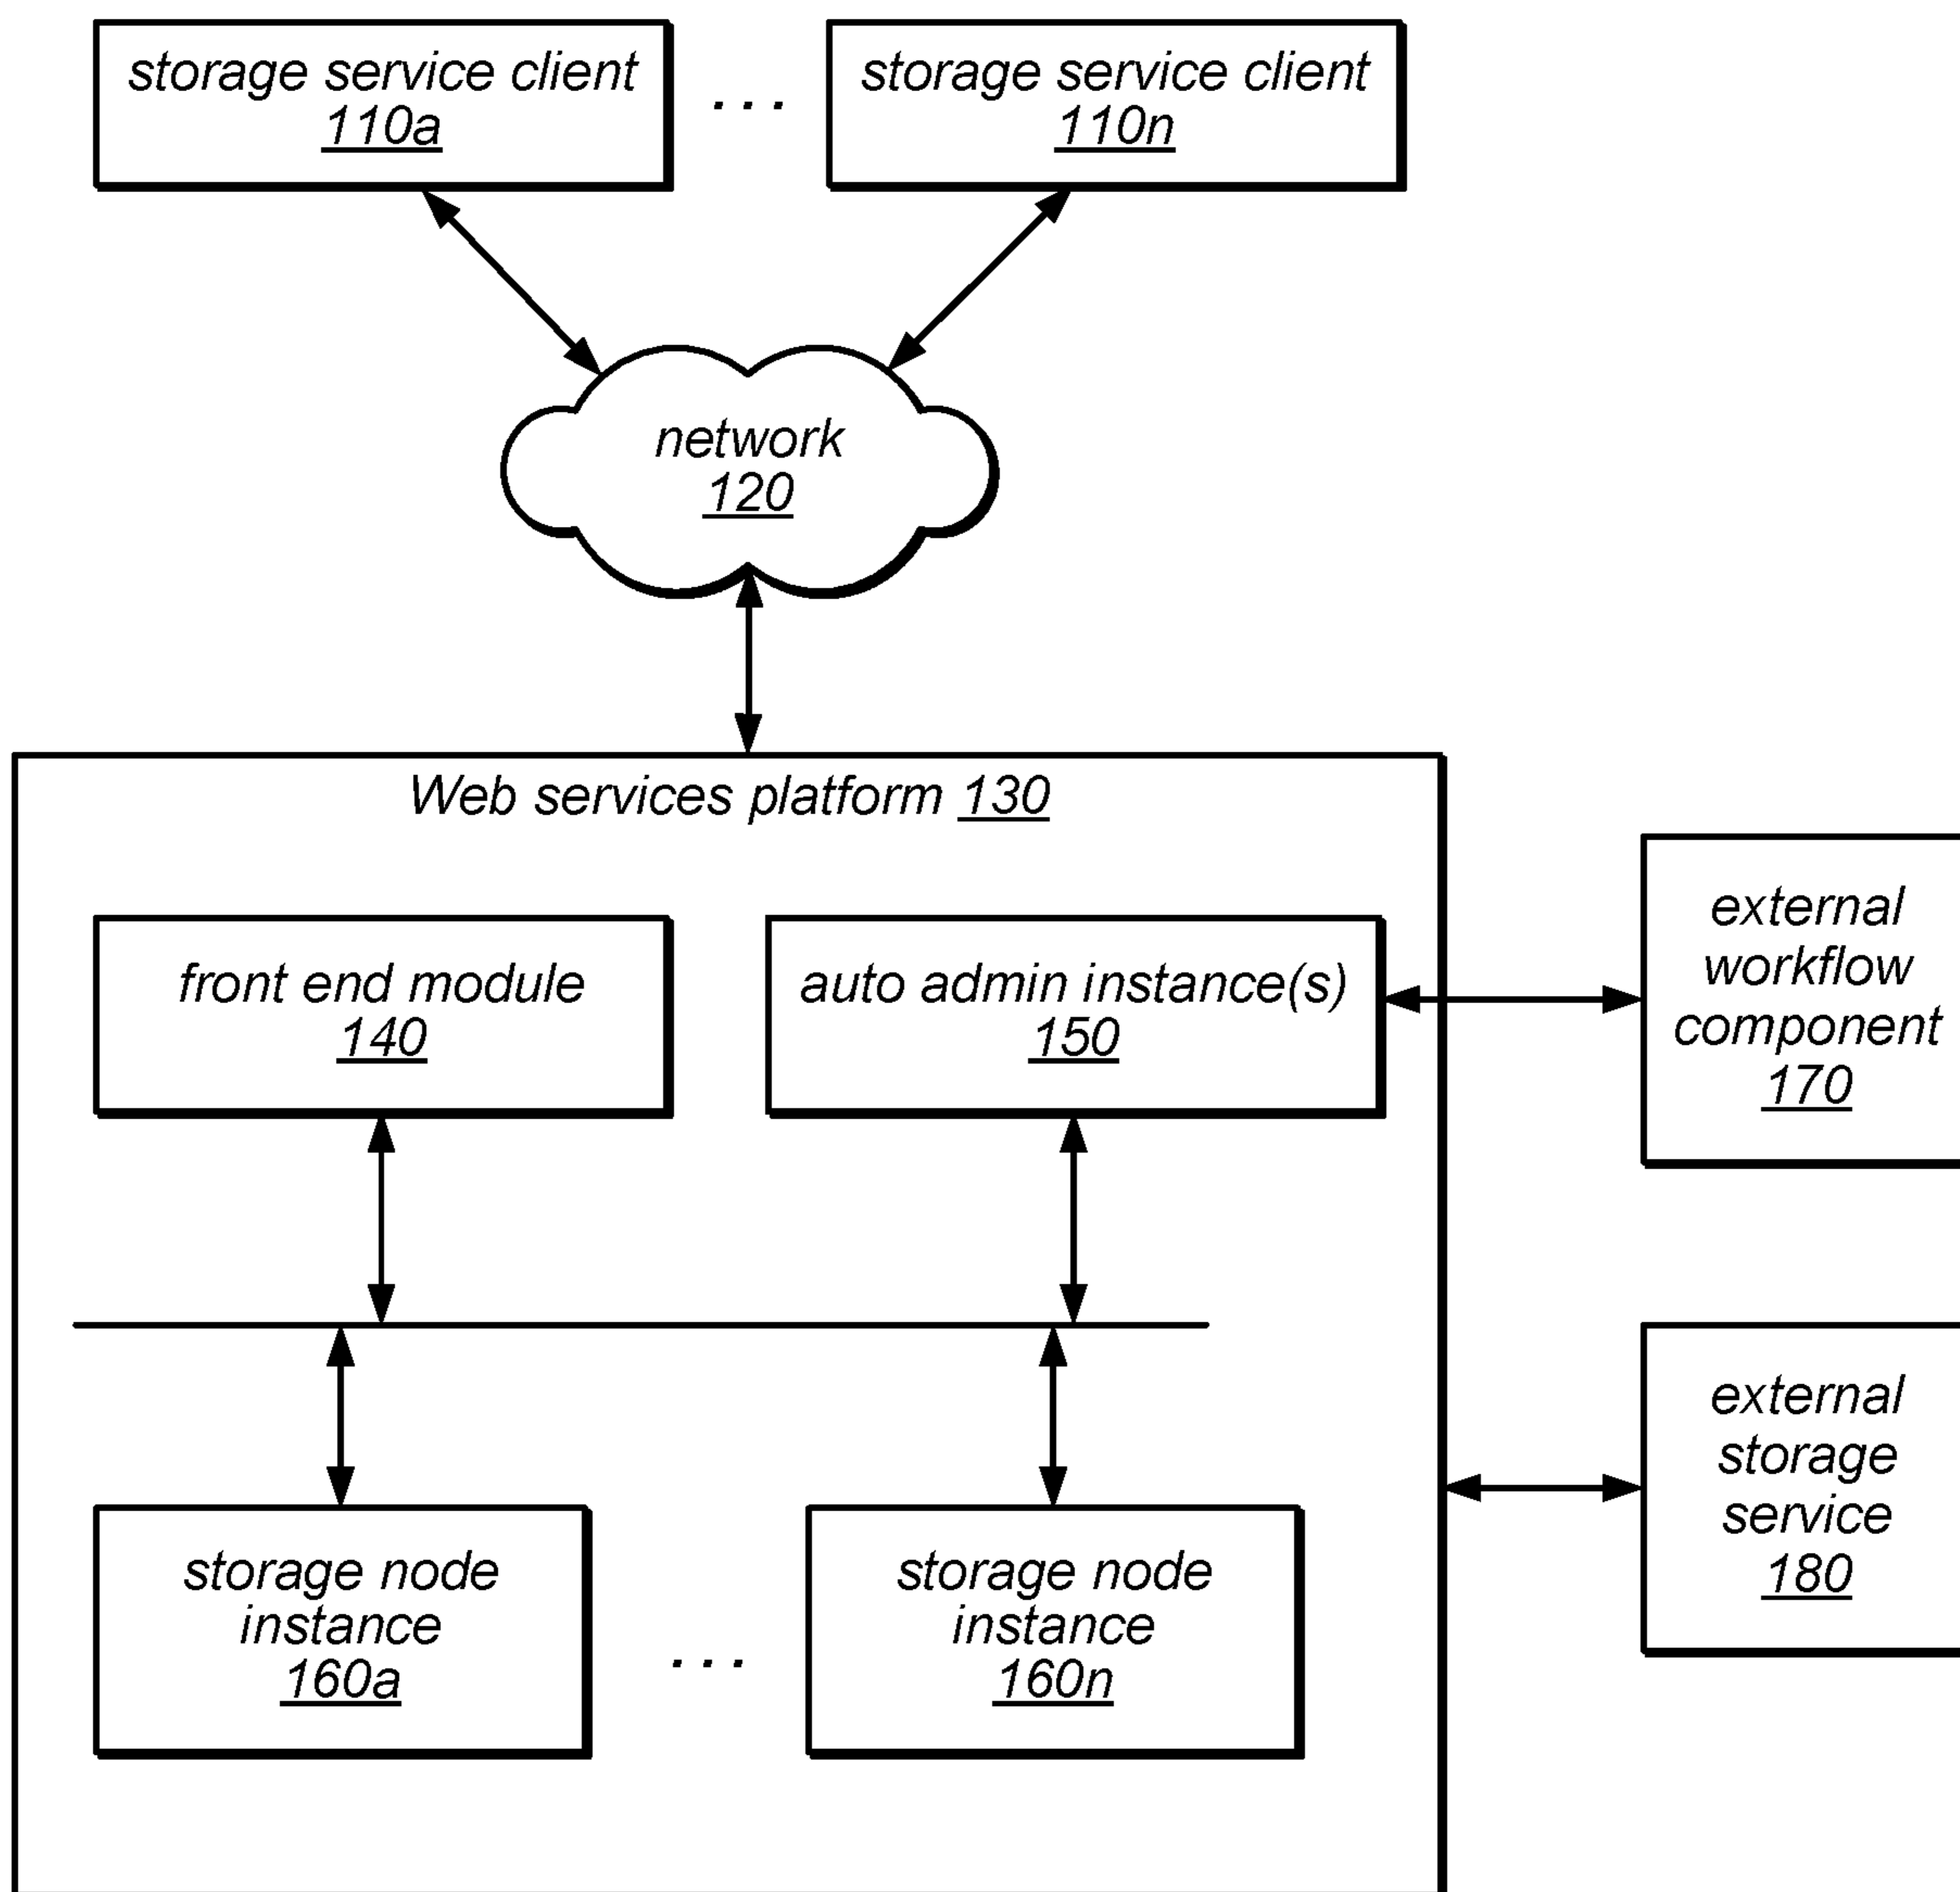 storage service client
110a
...
storage service client
110n
network
120
Web services platform 130
front end module
140
auto admin instance(s)
150
external
workflow
component
170
external
storage
service
180
storage node
instance
160a
...
storage node
instance
160n